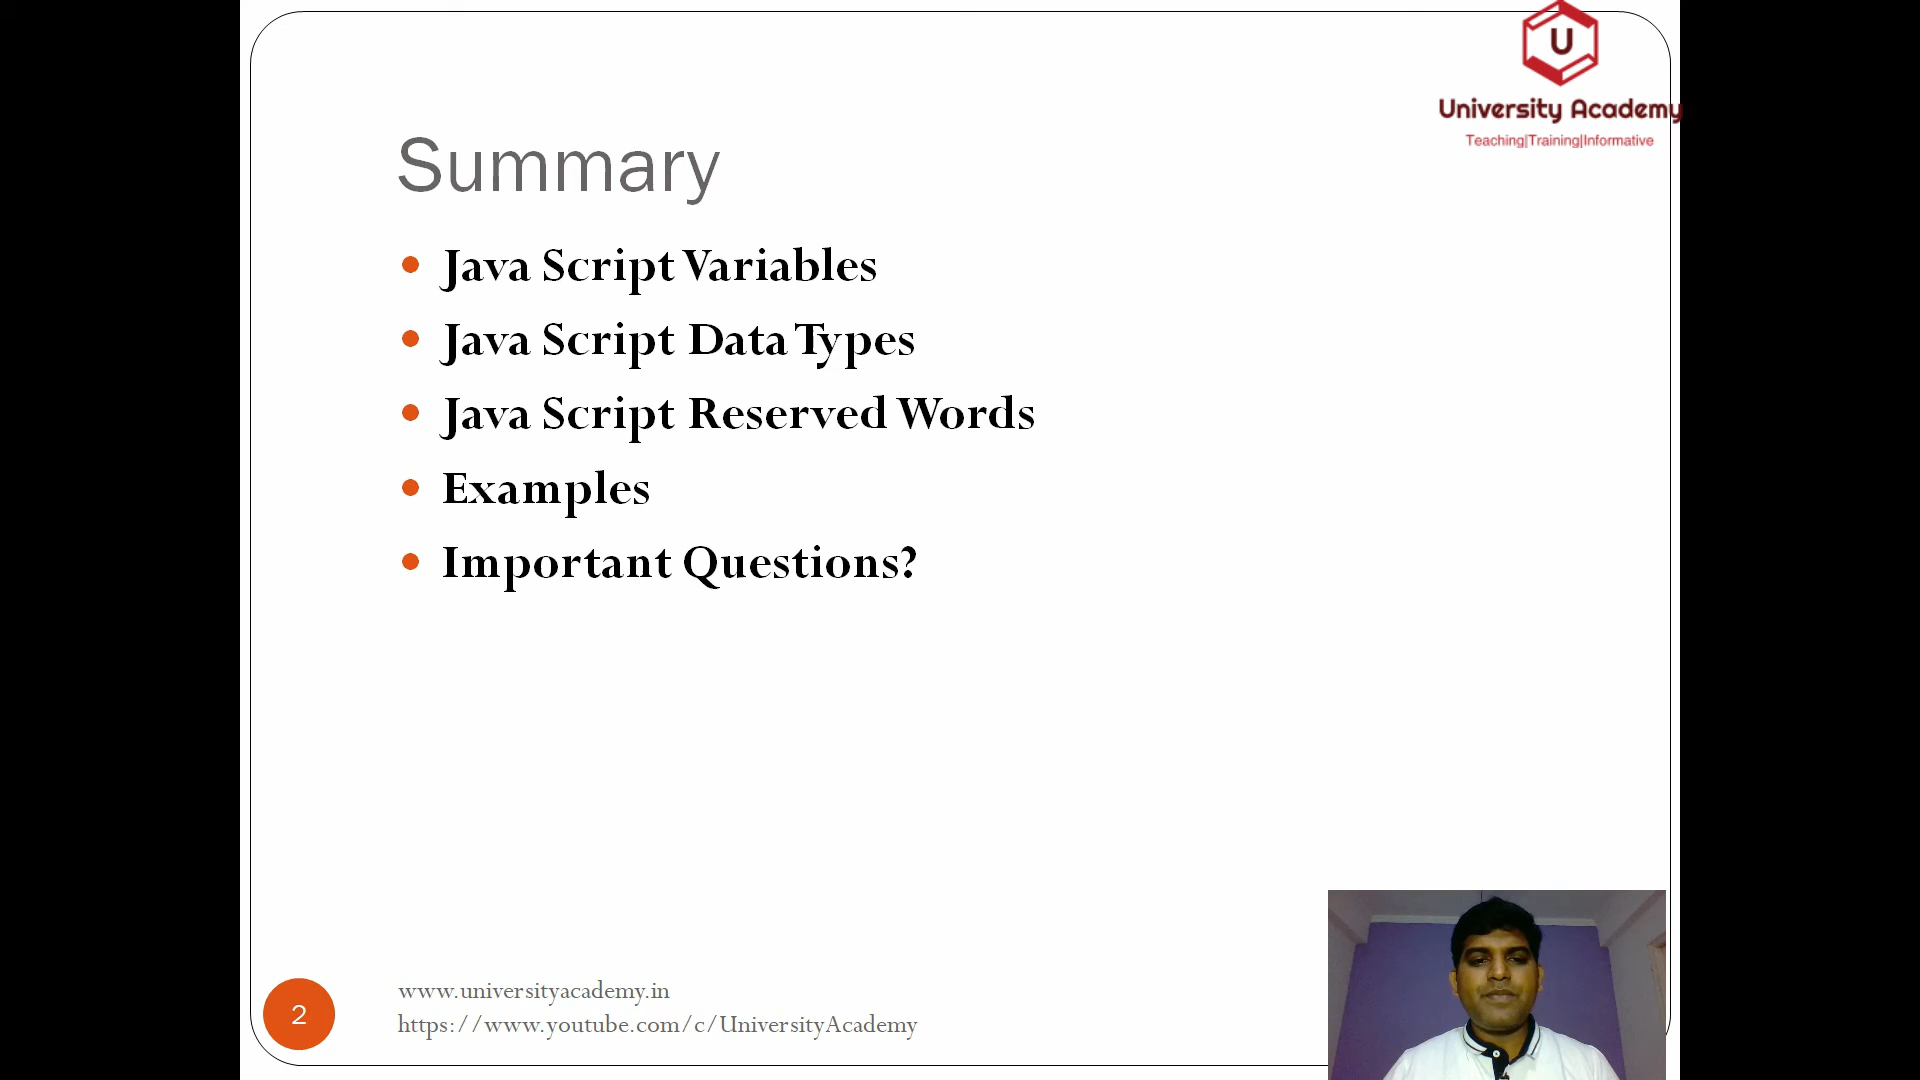 U
University Academy
Teaching|Training|Informative
Summary
Java Script Variables
Java Script Data Types
Java Script Reserved Words
Examples
Important Questions?
2
www.universityacademy.in
https://www.youtube.com/c/UniversityAcademy